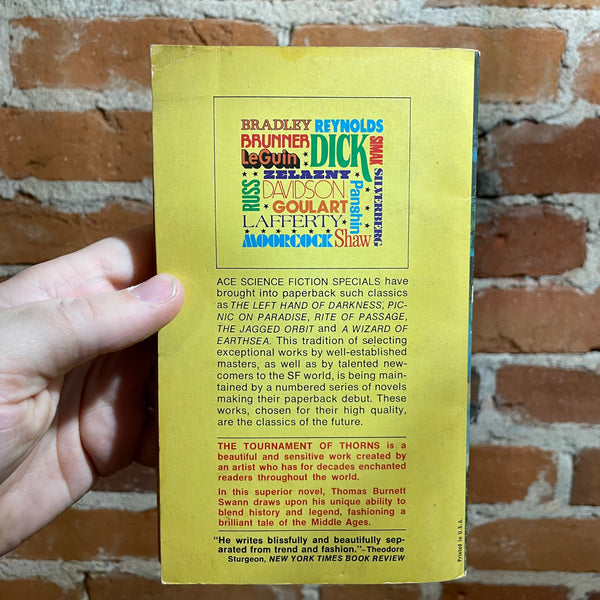 BRADLEY REYNOLDS
BRUNNER DICK SIMAK
LeGuin
★ ZELAZNY ★
RUSS DAVIDSON Panshin SILVERBERG
GOULART
LAFFERTY
MOORCOCK Shaw
ACE SCIENCE FICTION SPECIALS have
brought into paperback such classics
as THE LEFT HAND OF DARKNESS, PIC-
NIC ON PARADISE, RITE OF PASSAGE,
THE JAGGED ORBIT and A WIZARD OF
EARTHSEA. This tradition of selecting
exceptional works by well-established
masters, as well as by talented new-
comers to the SF world, is being main-
tained by a numbered series of novels
making their paperback debut. These
works, chosen for their high quality,
are the classics of the future.
THE TOURNAMENT OF THORNS is a
beautiful and sensitive work created by
an artist who has for decades enchanted
readers throughout the world.
In this superior novel, Thomas Burnett
Swann draws upon his unique ability to
blend history and legend, fashioning a
brilliant tale of the Middle Ages.
"He writes blissfully and beautifully sep-
arated from trend and fashion."–Theodore
Sturgeon, NEW YORK TIMES BOOK REVIEW
Printed in U.S.A.